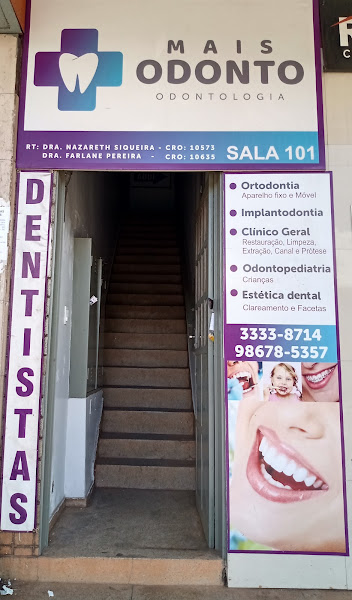 MAIS
ODONTO
ODONTOLOGIA
RT: DRA. NAZARETH SIQUEIRA - CRO: 10573
DRA. FARLANE PEREIRA - CRO: 10635
SALA 101
DENTISTAS
Ortodontia
Aparelho fixo e Móvel
Implantodontia
Clínico Geral
Restauração, Limpeza,
Extração, Canal e Prótese
Odontopediatria
Crianças
Estética dental
Clareamento e Facetas
3333-8714
98678-5357